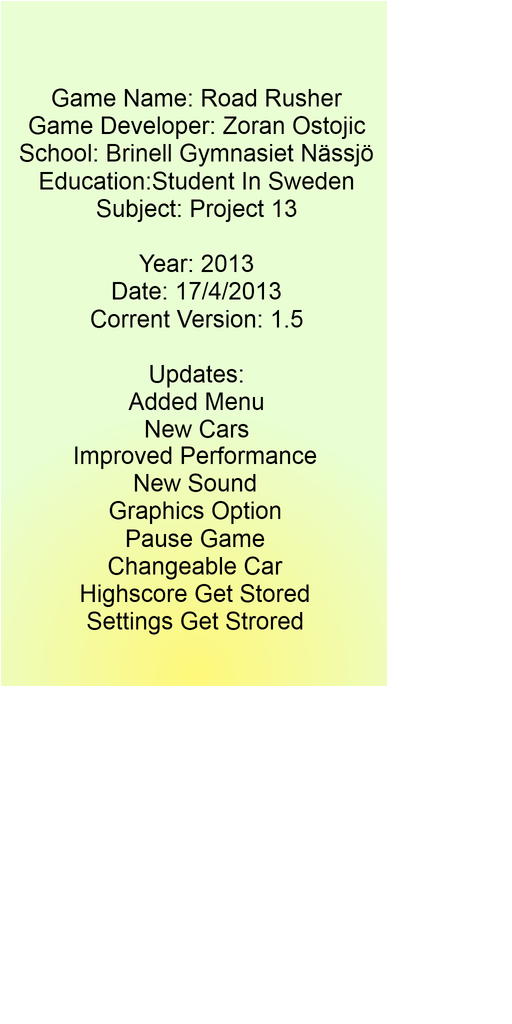 Game Name: Road Rusher
Game Developer: Zoran Ostojic
School: Brinell Gymnasiet Nässjö
Education:Student In Sweden
Subject: Project 13
Year: 2013
Date: 17/4/2013
Corrent Version: 1.5
Updates:
Added Menu
New Cars
Improved Performance
New Sound
Graphics Option
Pause Game
Changeable Car
Highscore Get Stored
Settings Get Strored